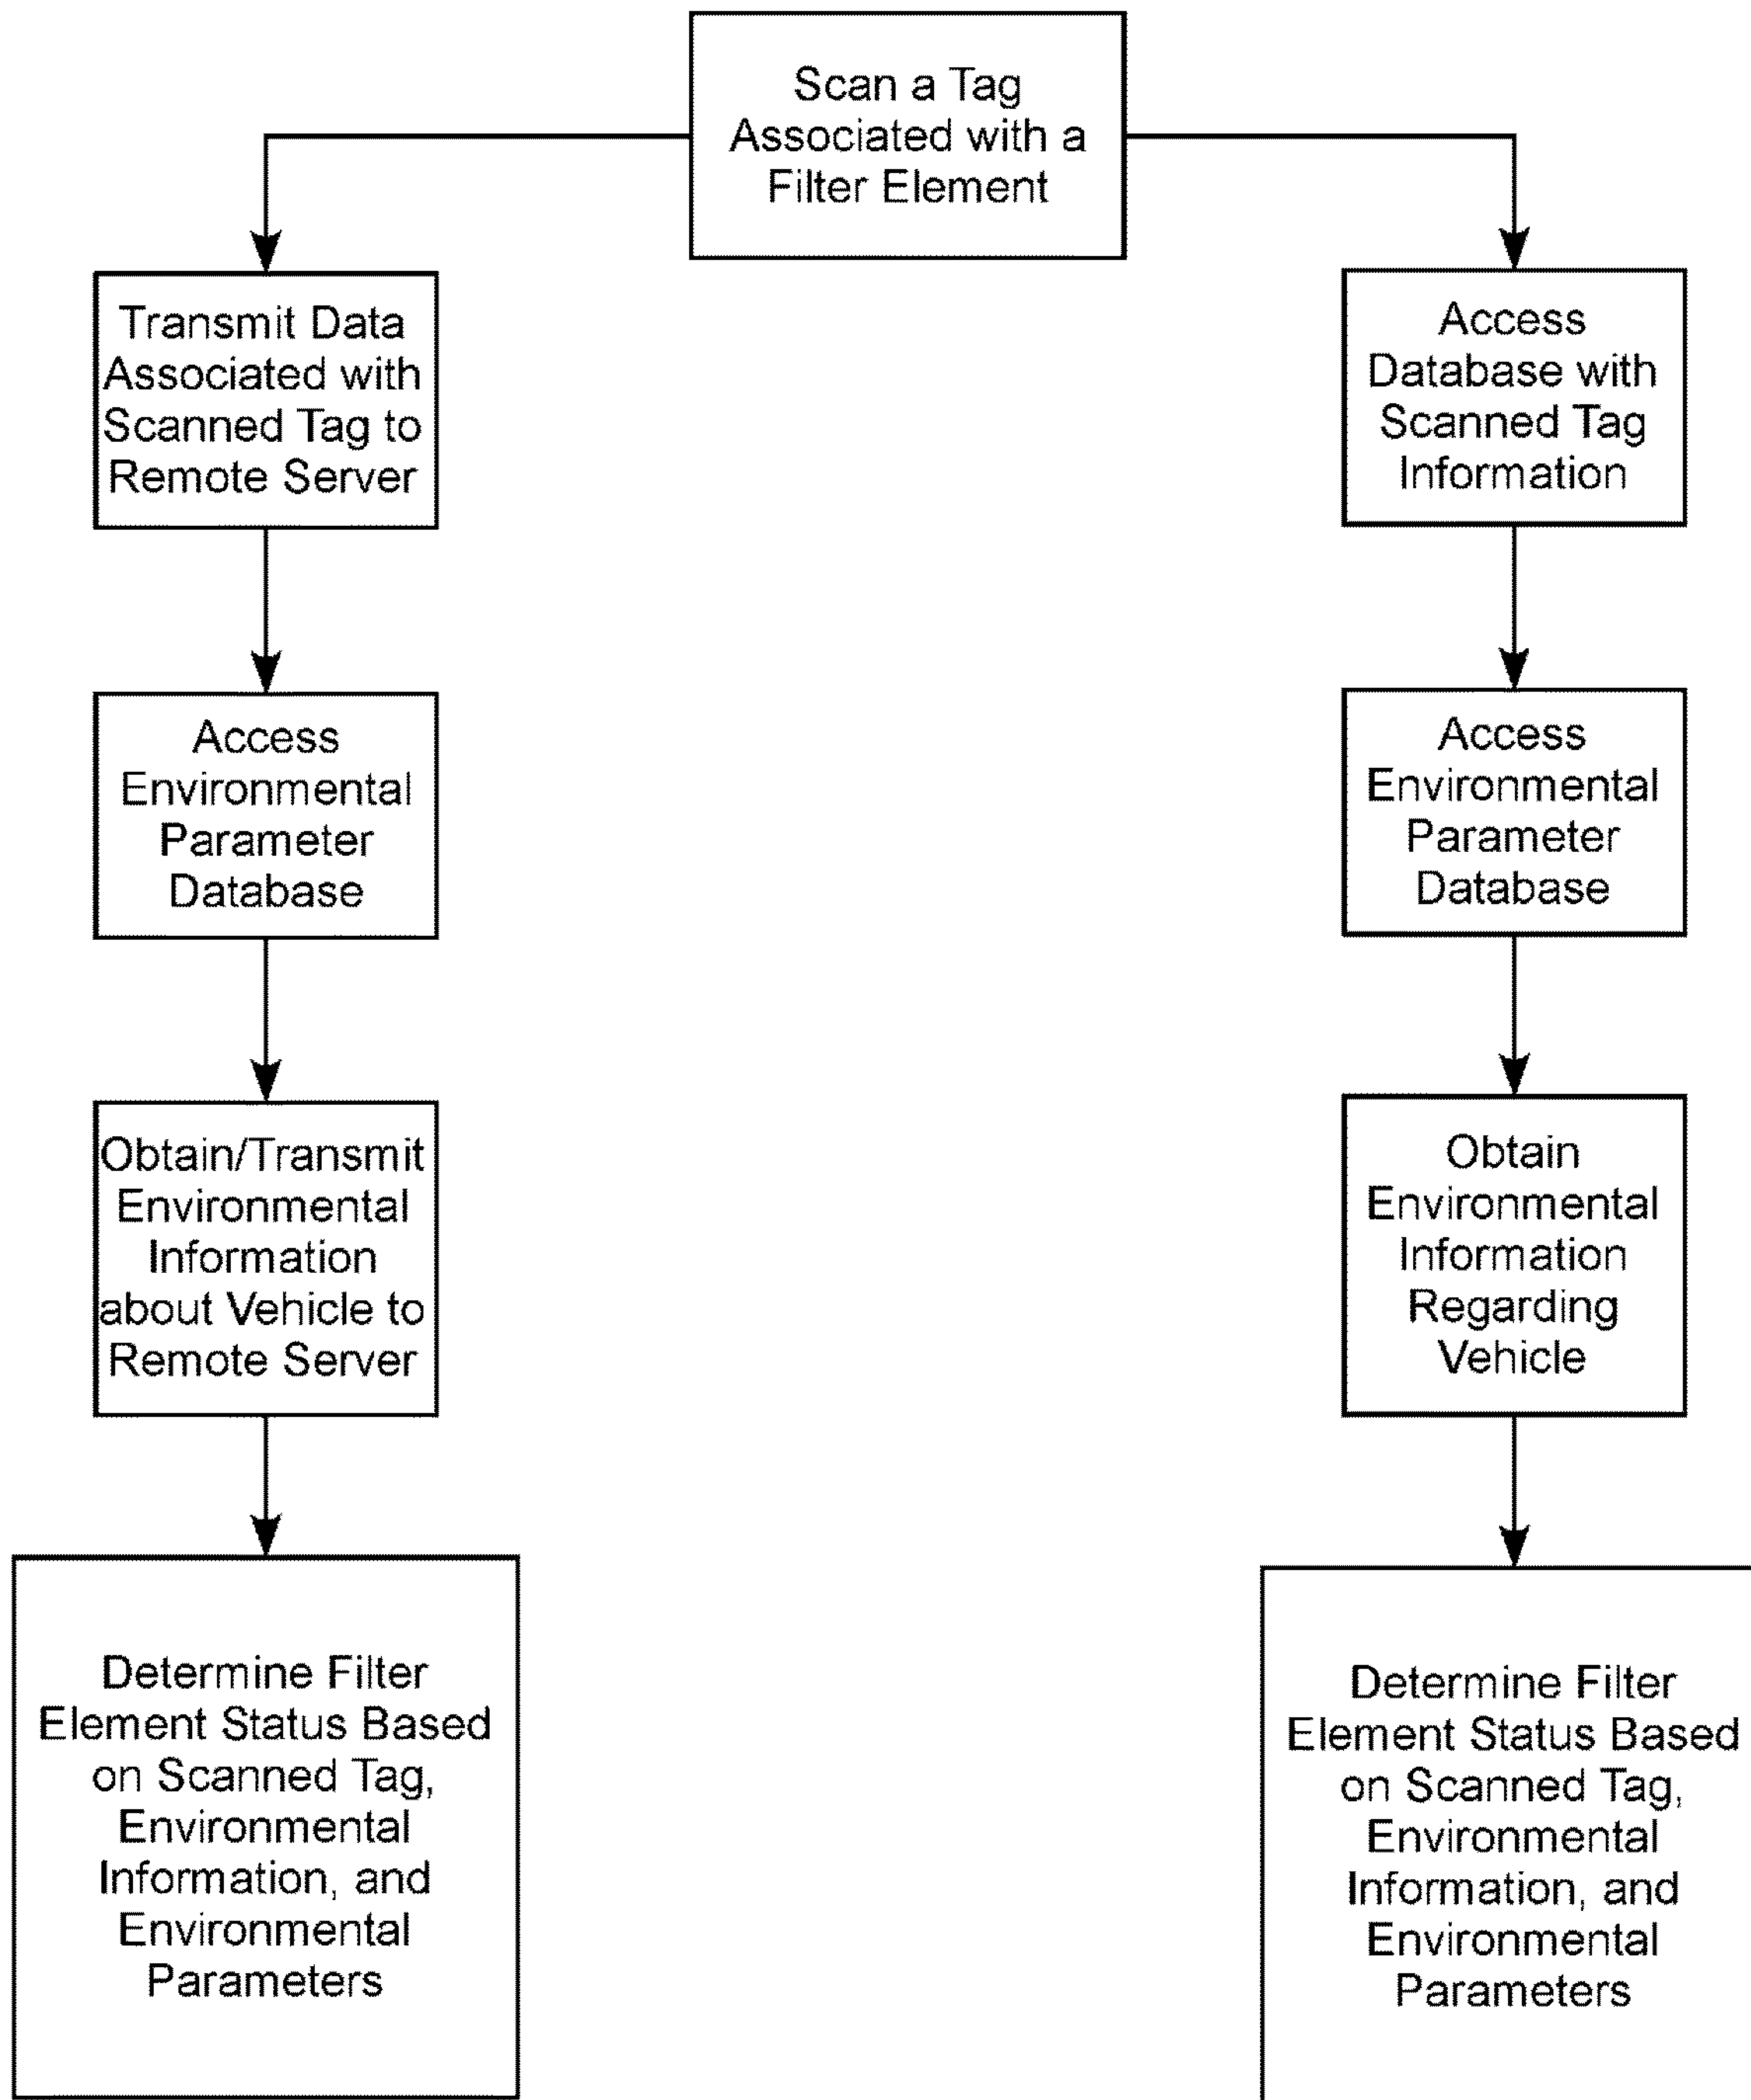 Scan a Tag
Associated with a
Filter Element
Transmit Data
Associated with
Scanned Tag to
Remote Server
Access
Environmental
Parameter
Database
Obtain/Transmit
Environmental
Information
about Vehicle to
Remote Server
Determine Filter
Element Status Based
on Scanned Tag,
Environmental
Information, and
Environmental
Parameters
Access
Database with
Scanned Tag
Information
Access
Environmental
Parameter
Database
Obtain
Environmental
Information
Regarding
Vehicle
Determine Filter
Element Status Based
on Scanned Tag,
Environmental
Information, and
Environmental
Parameters